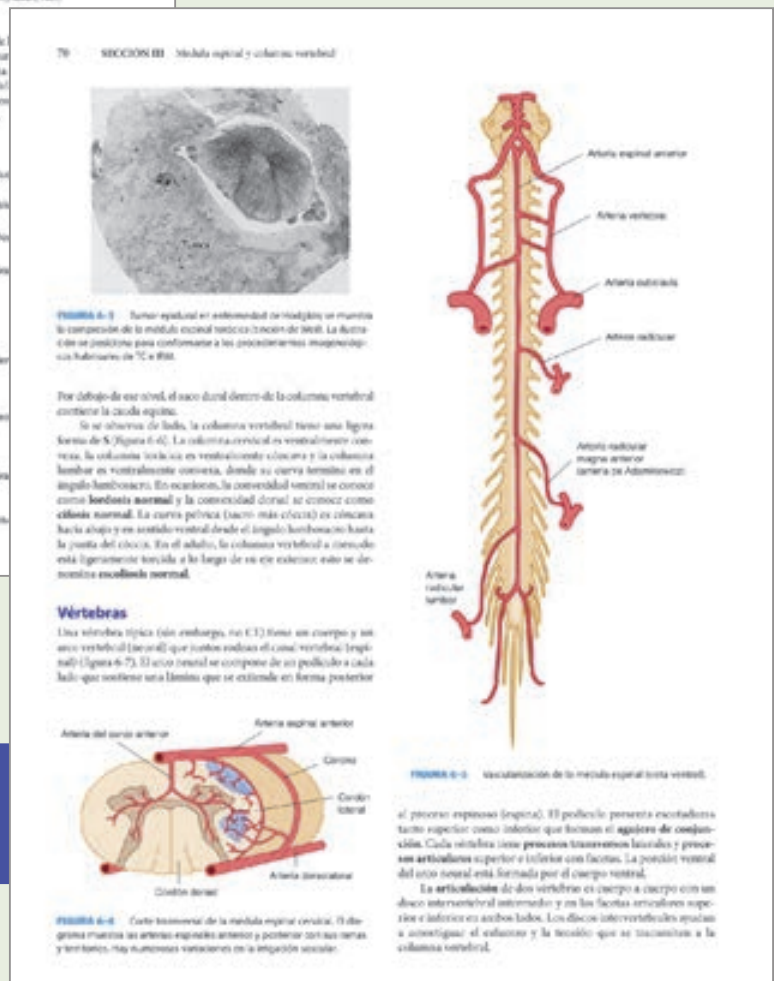 70 SECCIÓN III Médula espinal y columna vertebral
FIGURA 6-3 Tumor epidural en enfermedad de Hodgkin; se muestra
la compresión de la médula espinal torácica (tinción de Weil). La ilustra-
ción se posiciona para conformarse a los procedimientos imagenológi-
cos habituales de TC e IRM.
Por debajo de ese nivel, el saco dural dentro de la columna vertebral
contiene la cauda equina.
Si se observa de lado, la columna vertebral tiene una ligera
forma de S (figura 6-6). La columna cervical es ventralmente con-
vexa, la columna torácica es ventralmente cóncava y la columna
lumbar es ventralmente convexa, donde su curva termina en el
ángulo lumbosacro. En ocasiones, la convexidad ventral se conoce
como lordosis normal y la convexidad dorsal se conoce como
cifosis normal. La curva pélvica (sacro más cóccix) es cóncava
hacia abajo y en sentido ventral desde el ángulo lumbosacro hasta
la punta del cóccix. En el adulto, la columna vertebral a menudo
está ligeramente torcida a lo largo de su eje; esto se de-
nomina escoliosis normal.
Vértebras
Una vértebra típica (sin embargo, no C1) tiene un cuerpo y un
arco vertebral (neural) que juntos rodean el canal vertebral (espi-
nal) (figura 6-7). El arco neural se compone de un pedículo a cada
lado que sostiene una lámina que se extiende en forma posterior
Arteria del surco anterior
Arteria espinal anterior
Corona
Cordón
lateral
Arteria dorsolateral
Cordón dorsal
FIGURA 6-4 Corte transversal de la médula espinal cervical. El dia-
grama muestra las arterias espinales anterior y posterior con sus ramas
y territorios. Hay numerosas variaciones en la irrigación vascular.
Arteria espinal anterior
Arteria vertebral
Arteria subclavia
Arteria radicular
Arteria radicular
magna anterior
(arteria de Adamkiewicz)
Arteria
radicular
lumbar
FIGURA 6-5 Vascularización de la médula espinal (vista ventral).
al proceso espinoso (espina). El pedículo presenta escotaduras
tanto superior como inferior que forman el agujero de conjun-
ción. Cada vértebra tiene procesos transversos laterales y proce-
sos articulares superior e inferior con facetas. La porción ventral
del arco neural está formada por el cuerpo ventral.
La articulación de dos vértebras es cuerpo a cuerpo con un
disco intervertebral intermedio y en las facetas articulares supe-
rior e inferior en ambos lados. Los discos intervertebrales ayudan
a amortiguar el esfuerzo y la tensión que se transmiten a la
columna vertebral.